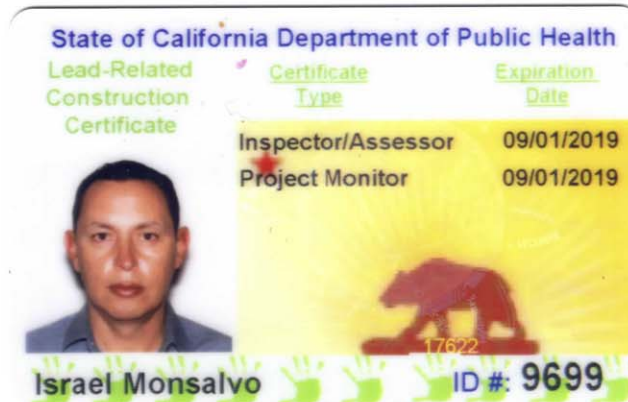 State of California Department of Public Health
Lead-Related
Construction
Certificate
Certificate
Type
Expiration
Date
Inspector/Assessor 09/01/2019
Project Monitor 09/01/2019
17622
Israel Monsalvo ID #: 9699